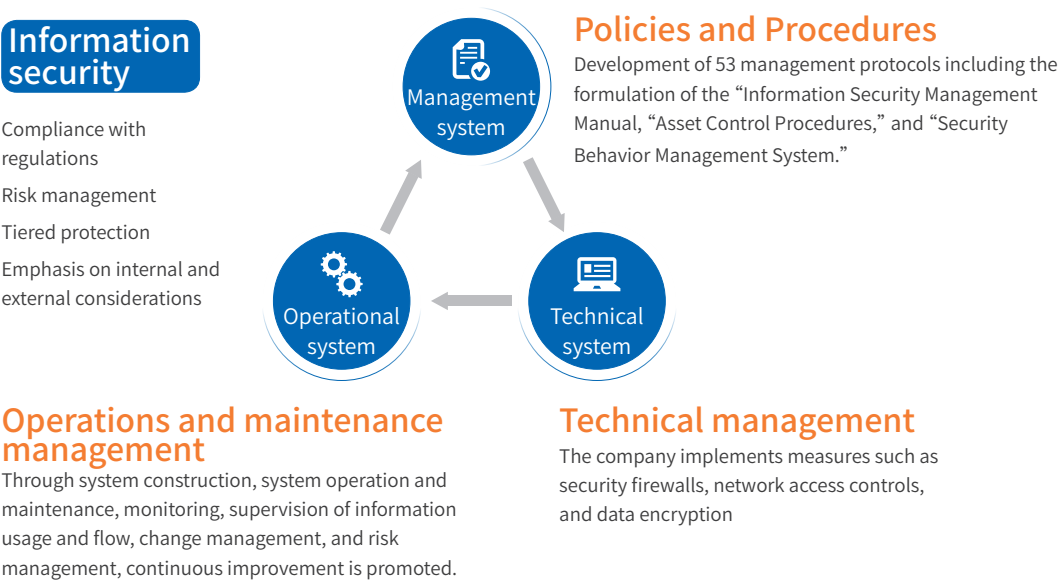 Information
security
Compliance with
regulations
Risk management
Tiered protection
Emphasis on internal and
external considerations
Management
system
Policies and Procedures
Development of 53 management protocols including the
formulation of the “Information Security Management
Manual, “Asset Control Procedures,” and “Security
Behavior Management System.”
Operational
system
Technical
system
Operations and maintenance
management
Through system construction, system operation and
maintenance, monitoring, supervision of information
usage and flow, change management, and risk
management, continuous improvement is promoted.
Technical management
The company implements measures such as
security firewalls, network access controls,
and data encryption